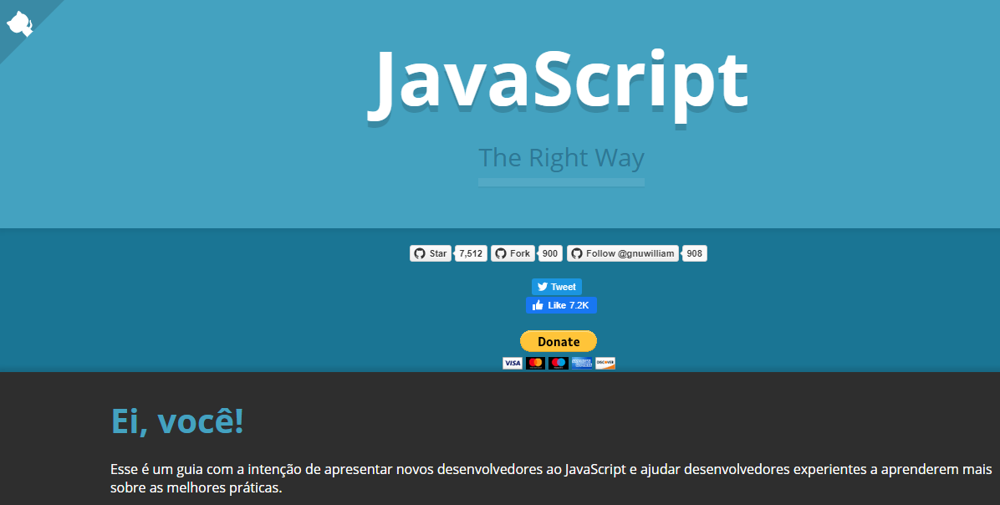 JavaScript
The Right Way
Star 7,512 Fork 900 Follow @gnuwilliam 908
Tweet
Like 7.2K
Donate
VISA DISCOVER
Ei, você!
Esse é um guia com a intenção de apresentar novos desenvolvedores ao JavaScript e ajudar desenvolvedores experientes a aprenderem mais
sobre as melhores práticas.